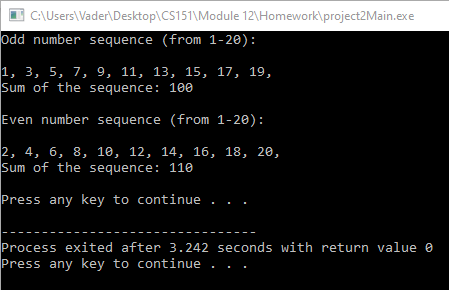 C:\Users\Vader\Desktop\CS151\Module 12\Homework\project2Main.exe
Odd number sequence (from 1-20):
1, 3, 5, 7, 9, 11, 13, 15, 17, 19,
Sum of the sequence: 100
Even number sequence (from 1-20):
2, 4, 6, 8, 10, 12, 14, 16, 18, 20,
Sum of the sequence: 110
Press any key to continue . . .
--------------------------------
Process exited after 3.242 seconds with return value 0
Press any key to continue . . .